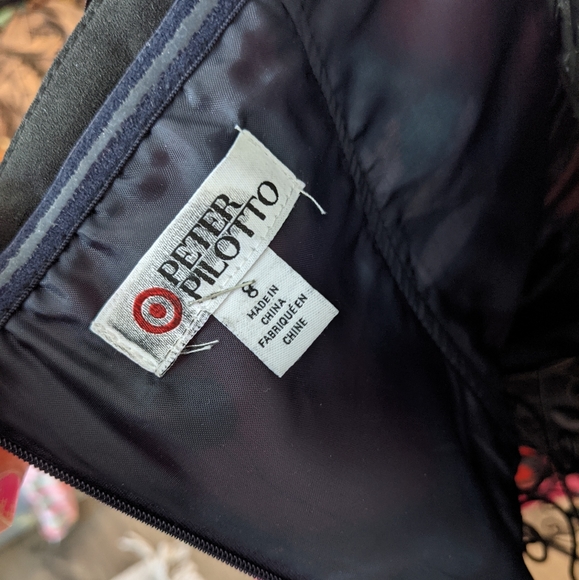 PETER
PILOTTO
8
MADE IN
CHINA
FABRIQUÉ EN
CHINE